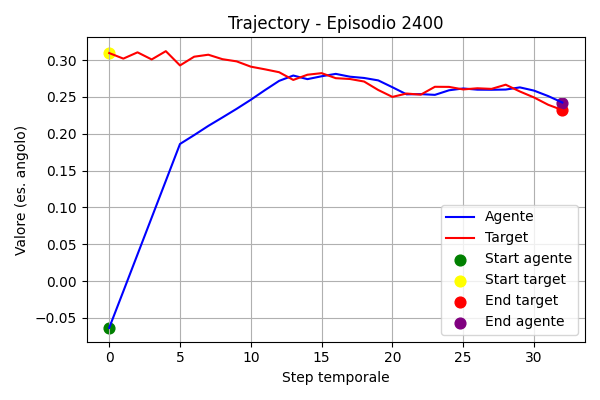 Trajectory - Episodio 2400
Valore (es. angolo)
0.30
0.25
0.20
0.15
0.10
0.05
0.00
−0.05
0 5 10 15 20 25 30
Step temporale
Agente
Target
Start agente
Start target
End target
End agente